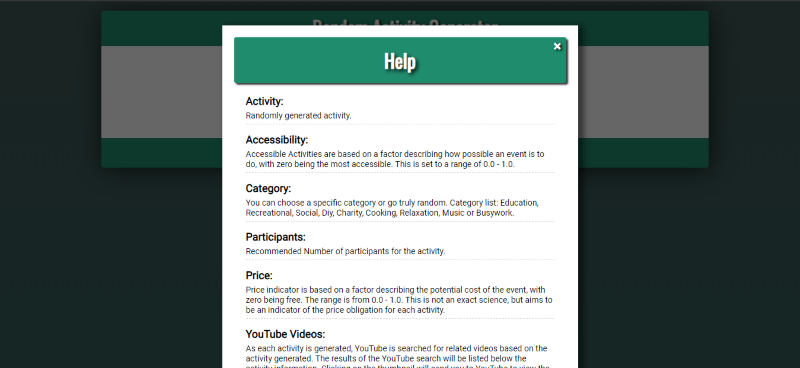 Random Activity Generator
×
Help
Activity:
Randomly generated activity.
Accessibility:
Accessible Activities are based on a factor describing how possible an event is to
do, with zero being the most accessible. This is set to a range of 0.0 - 1.0.
Category:
You can choose a specific category or go truly random. Category list: Education,
Recreational, Social, Diy, Charity, Cooking, Relaxation, Music or Busywork.
Participants:
Recommended Number of participants for the activity.
Price:
Price indicator is based on a factor describing the potential cost of the event, with
zero being free. The range is from 0.0 - 1.0. This is not an exact science, but aims to
be an indicator of the price obligation for each activity.
YouTube Videos:
As each activity is generated, YouTube is searched for related videos based on the
activity generated. The results of the YouTube search will be listed below the
activity information. Clicking on the thumbnail will send you to YouTube to view the